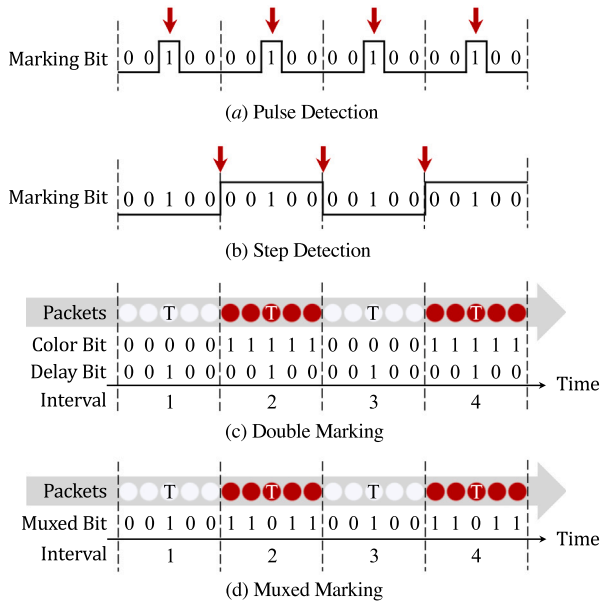 Marking Bit 0 0 1 0 0 0 0 1 0 0 0 0 1 0 0 0 0 1 0 0
(a) Pulse Detection
Marking Bit 0 0 1 0 0 0 0 1 0 0 0 0 1 0 0 0 0 1 0 0
(b) Step Detection
Packets T T T T
Color Bit 0 0 0 0 0 1 1 1 1 1 0 0 0 0 0 1 1 1 1 1
Delay Bit 0 0 1 0 0 0 0 1 0 0 0 0 1 0 0 0 0 1 0 0
Time
Interval 1 2 3 4
(c) Double Marking
Packets T T T T
Muxed Bit 0 0 1 0 0 1 1 0 1 1 0 0 1 0 0 1 1 0 1 1
Time
Interval 1 2 3 4
(d) Muxed Marking